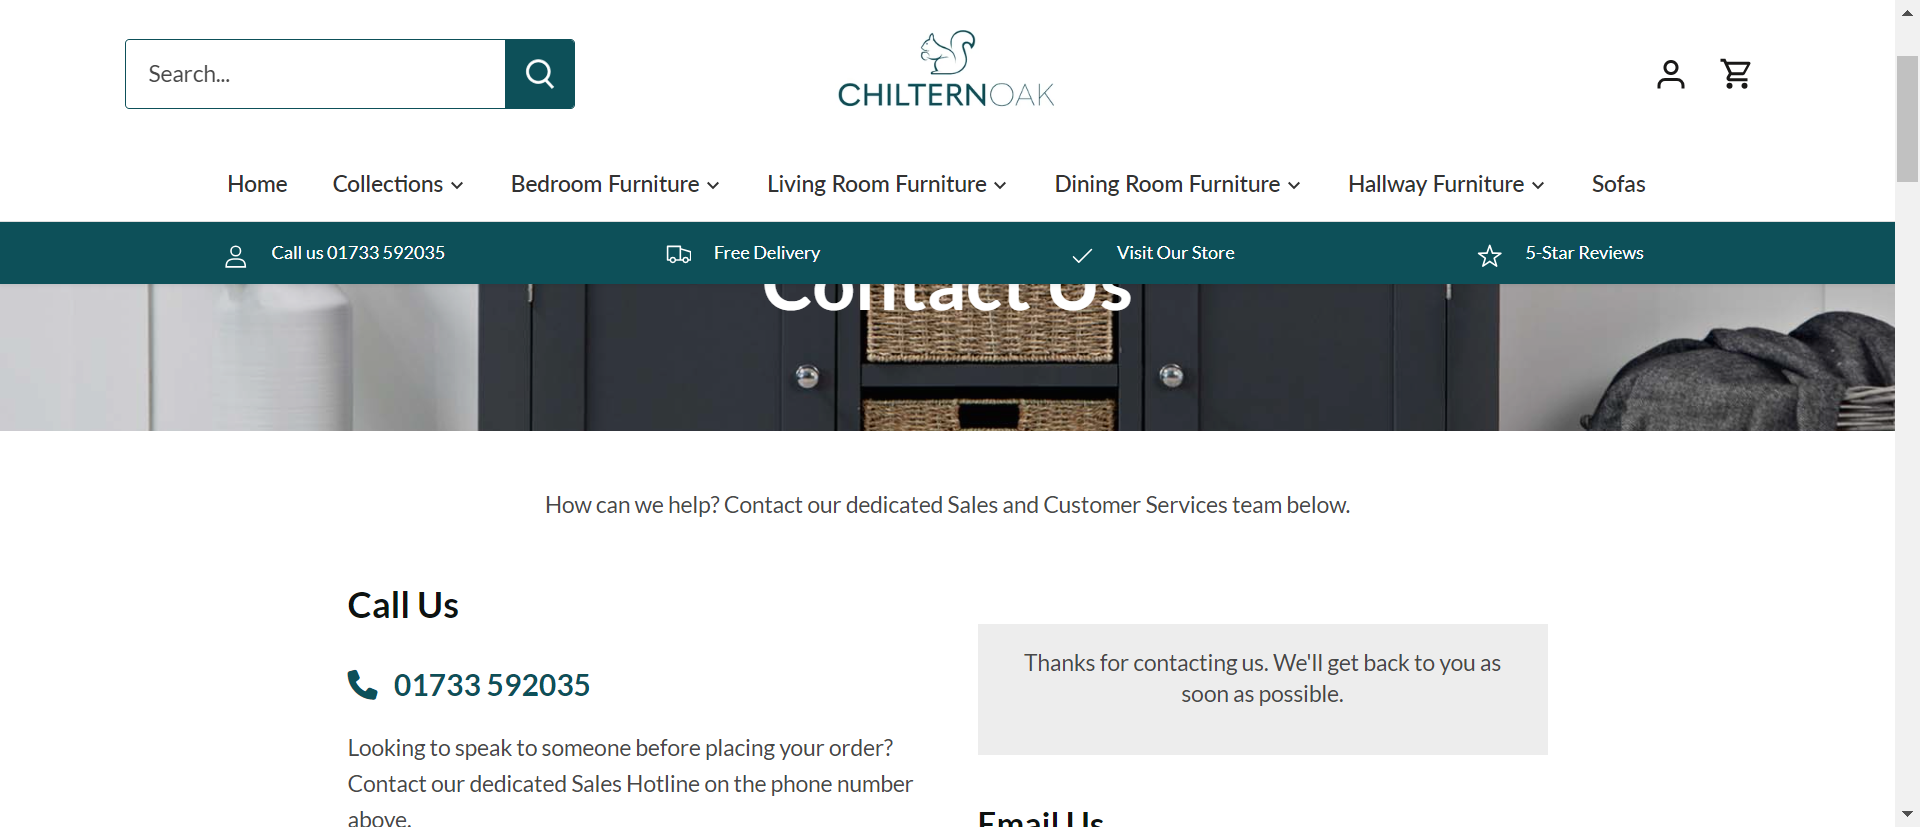 Search...
CHILTERNOAK
Home
Collections
Bedroom Furniture
Living Room Furniture
Dining Room Furniture
Hallway Furniture
Sofas
Call us 01733 592035
Free Delivery
Visit Our Store
5-Star Reviews
Contact Us
How can we help? Contact our dedicated Sales and Customer Services team below.
Call Us
01733 592035
Looking to speak to someone before placing your order?
Contact our dedicated Sales Hotline on the phone number
above.
Thanks for contacting us. We'll get back to you as
soon as possible.
Email Us